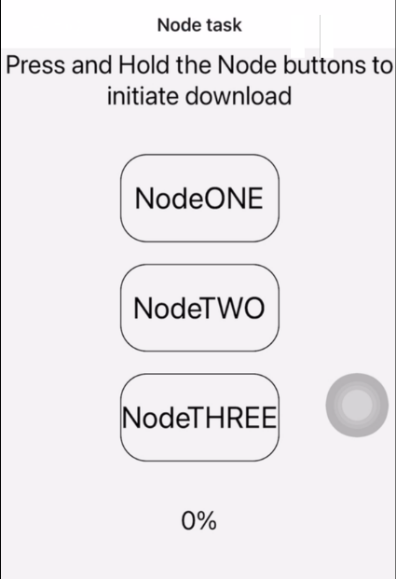 Node task
Press and Hold the Node buttons to
initiate download
NodeONE
NodeTWO
NodeTHREE
0%